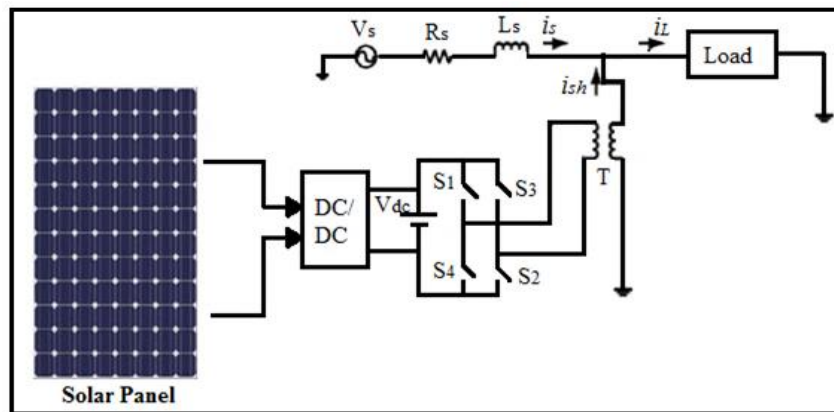 Vs
Rs
Ls
is
iL
Load
ish
T
S1
S3
DC/
DC
Vdc
S4
S2
Solar Panel